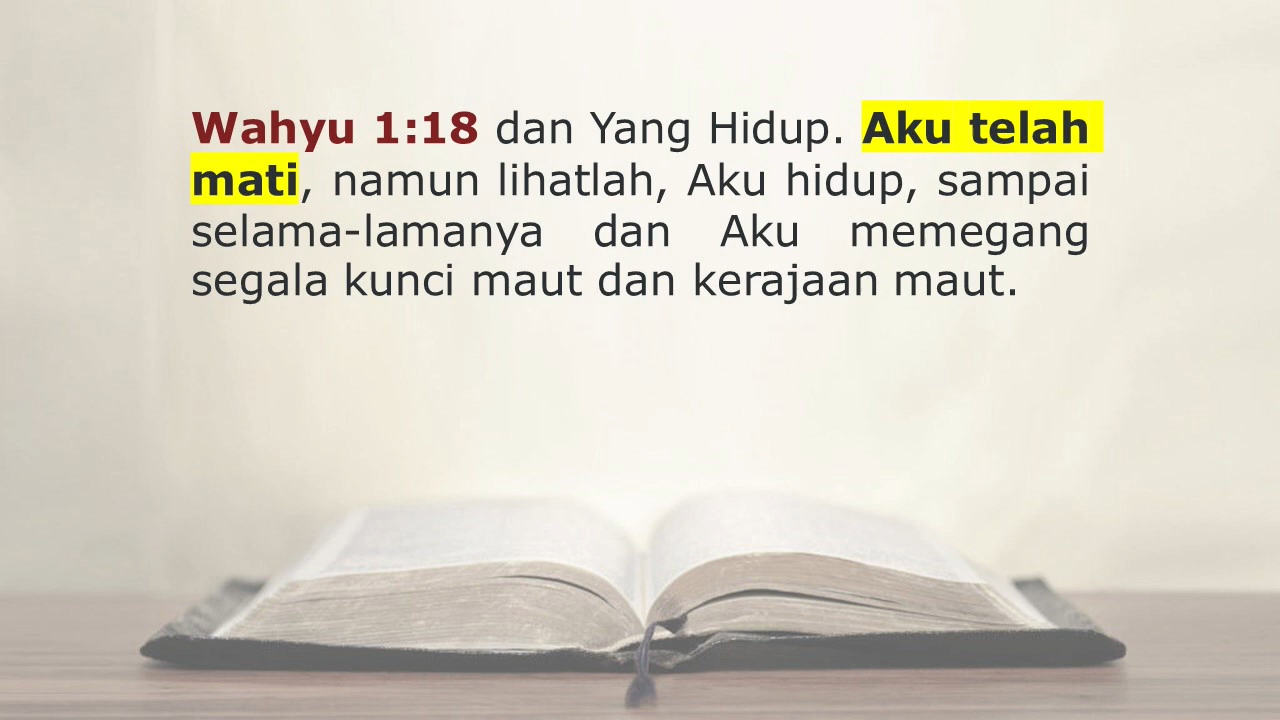 Wahyu 1:18 dan Yang Hidup. Aku telah
mati, namun lihatlah, Aku hidup, sampai
selama-lamanya dan Aku memegang
segala kunci maut dan kerajaan maut.